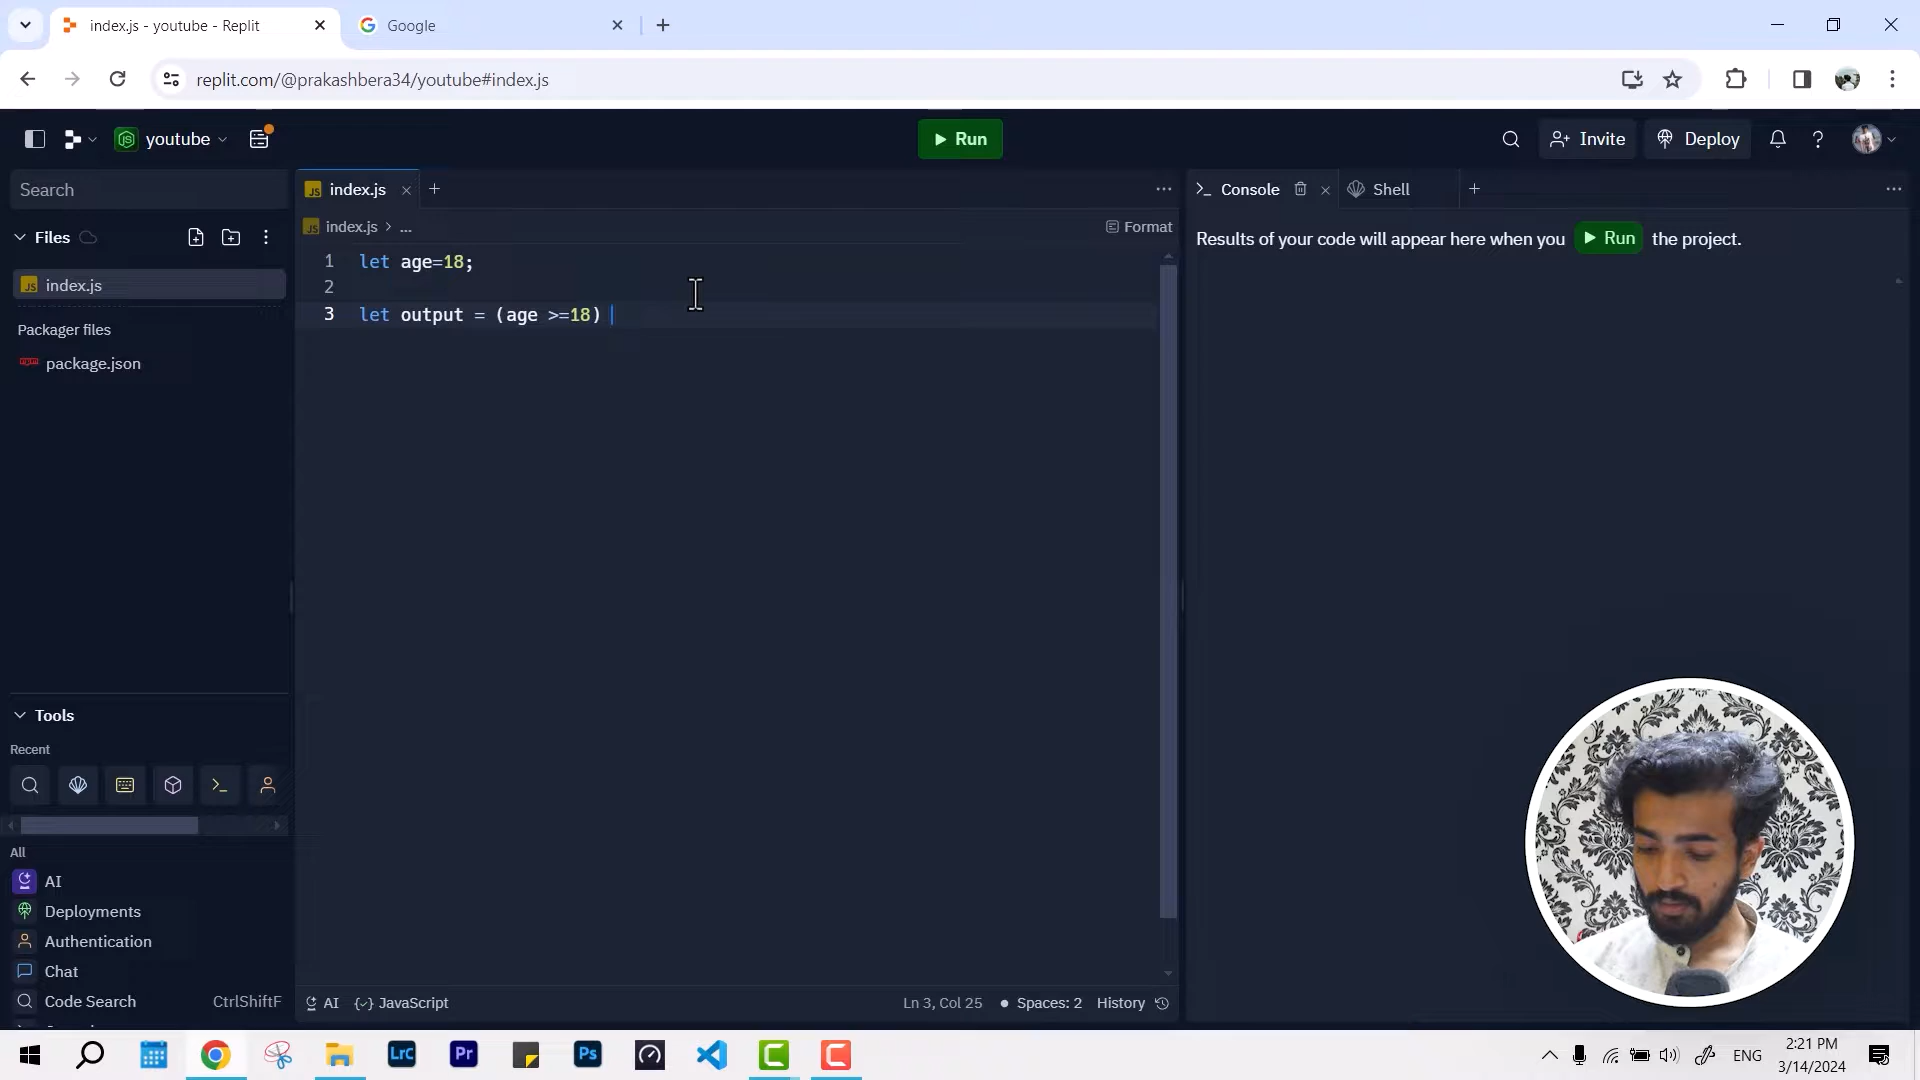 index.js - youtube - Replit
Google
replit.com/@prakashbera34/youtube#index.js
youtube
Run
Invite
Deploy
Search
index.js
Console
Shell
Files
index.js > ...
Format
Results of your code will appear here when you Run the project.
index.js
1 let age=18;
2
3 let output = (age >=18)
Packager files
package.json
Tools
Recent
All
AI
Deployments
Authentication
Chat
Code Search CtrlShiftF
AI
JavaScript
Ln 3, Col 25
Spaces: 2
History
LrC
Pr
Ps
ENG
2:21 PM
3/14/2024